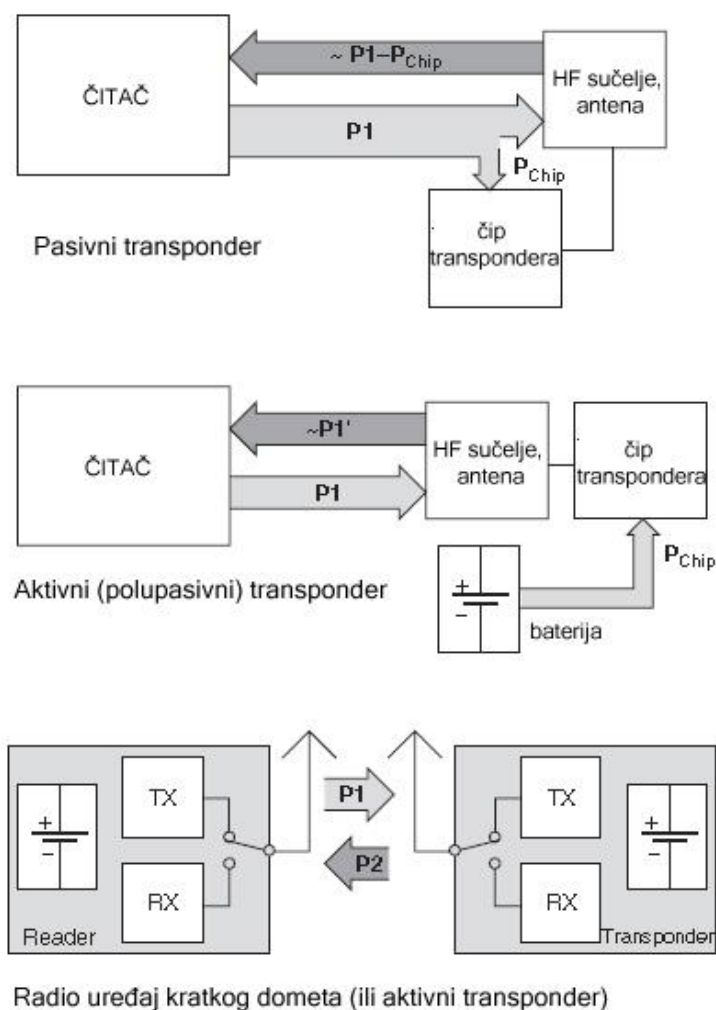 ČITAČ
~ P1–PChip
HF sučelje,
antena
P1
PChip
čip
transpondera
Pasivni transponder
ČITAČ
~P1'
HF sučelje,
antena
čip
transpondera
P1
PChip
Aktivni (polupasivni) transponder
+
−
baterija
TX
P1
TX
+
−
+
−
P2
RX
RX
Reader
Transponder
Radio uređaj kratkog dometa (ili aktivni transponder)